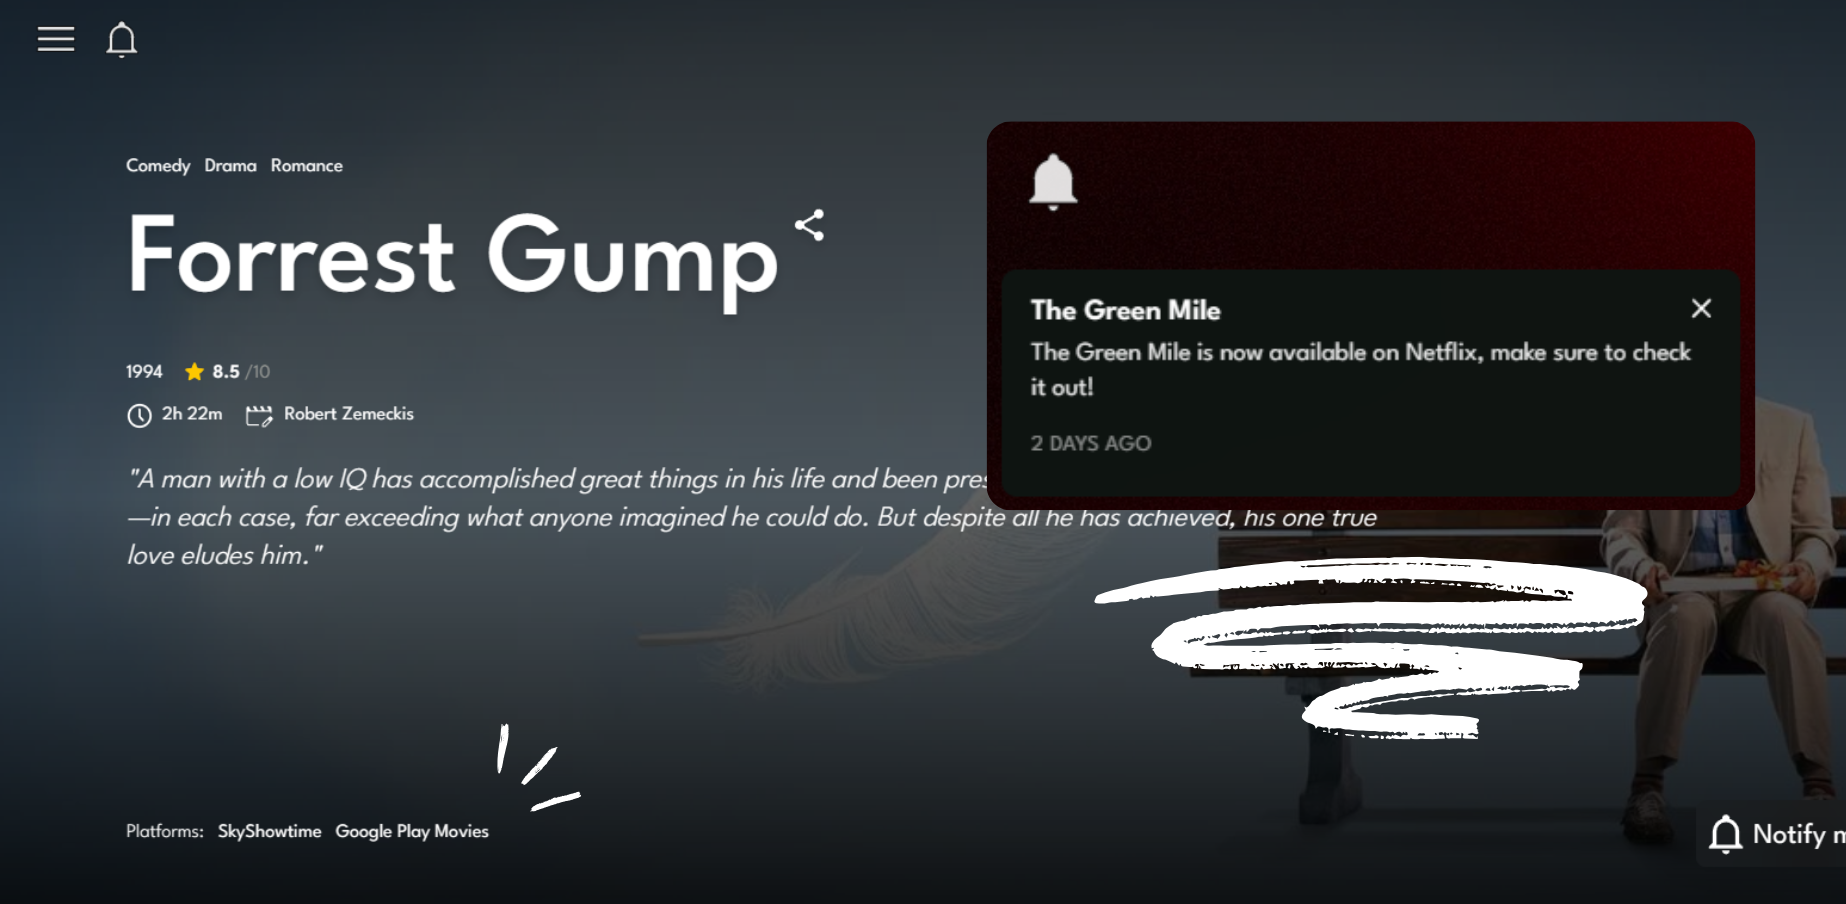 Comedy Drama Romance
Forrest Gump
1994 8.5 /10
2h 22m Robert Zemeckis
"A man with a low IQ has accomplished great things in his life and been
—in each case, far exceeding what anyone imagined he could do. But despite all he has achieved, his one true
love eludes him."
Platforms: SkyShowtime Google Play Movies
The Green Mile
The Green Mile is now available on Netflix, make sure to check
it out!
2 DAYS AGO
Notify